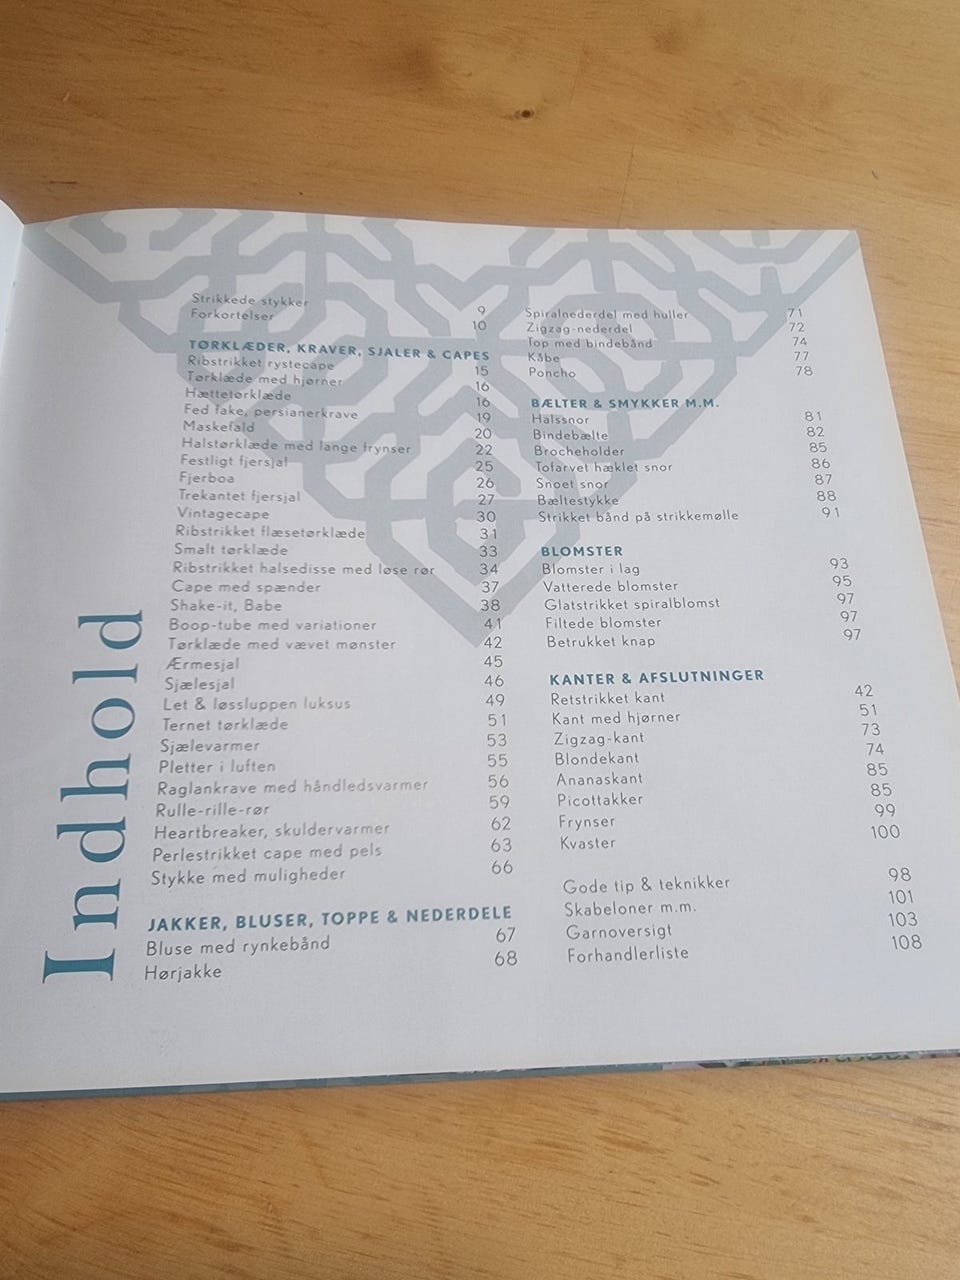 Indhold
Strikkede stykker 9
Forkortelser 10
TØRKLÆDER, KRAVER, SJALER & CAPES
Ribstrikket rystecape 15
Tørklæde med hjørner 16
Hættetørklæde 16
Fed fake, persianerkrave 19
Maskefald 20
Halstørklæde med lange frynser 22
Festligt fjersjal 25
Fjerboa 26
Trekantet fjersjal 27
Vintagecape 30
Ribstrikket flæsetørklæde 31
Smalt tørklæde 33
Ribstrikket halsedisse med løse rør 34
Cape med spænder 37
Shake-it, Babe 38
Boop-tube med variationer 41
Tørklæde med vævet mønster 42
Ærmesjal 45
Sjælesjal 46
Let & løssluppen luksus 49
Ternet tørklæde 51
Sjælevarmer 53
Pletter i luften 55
Raglankrave med håndledsvarmer 56
Rulle-rille-rør 59
Heartbreaker, skuldervarmer 62
Perlestrikket cape med pels 63
Stykke med muligheder 66
JAKKER, BLUSER, TOPPE & NEDERDELE
Bluse med rynkebånd 67
Hørjakke 68
Spiralnederdel med huller 71
Zigzag-nederdel 72
Top med bindebånd 74
Kåbe 77
Poncho 78
BÆLTER & SMYKKER M.M.
Halssnor 81
Bindebælte 82
Brocheholder 85
Tofarvet hæklet snor 86
Snoet snor 87
Bæltestykke 88
Strikket bånd på strikkemølle 91
BLOMSTER
Blomster i lag 93
Vatterede blomster 95
Glatstrikket spiralblomst 97
Filtede blomster 97
Betrukket knap 97
KANTER & AFSLUTNINGER
Retstrikket kant 42
Kant med hjørner 51
Zigzag-kant 73
Blondekant 74
Ananaskant 85
Picottakker 85
Frynser 99
Kvaster 100
Gode tip & teknikker 98
Skabeloner m.m. 101
Garnoversigt 103
Forhandlerliste 108